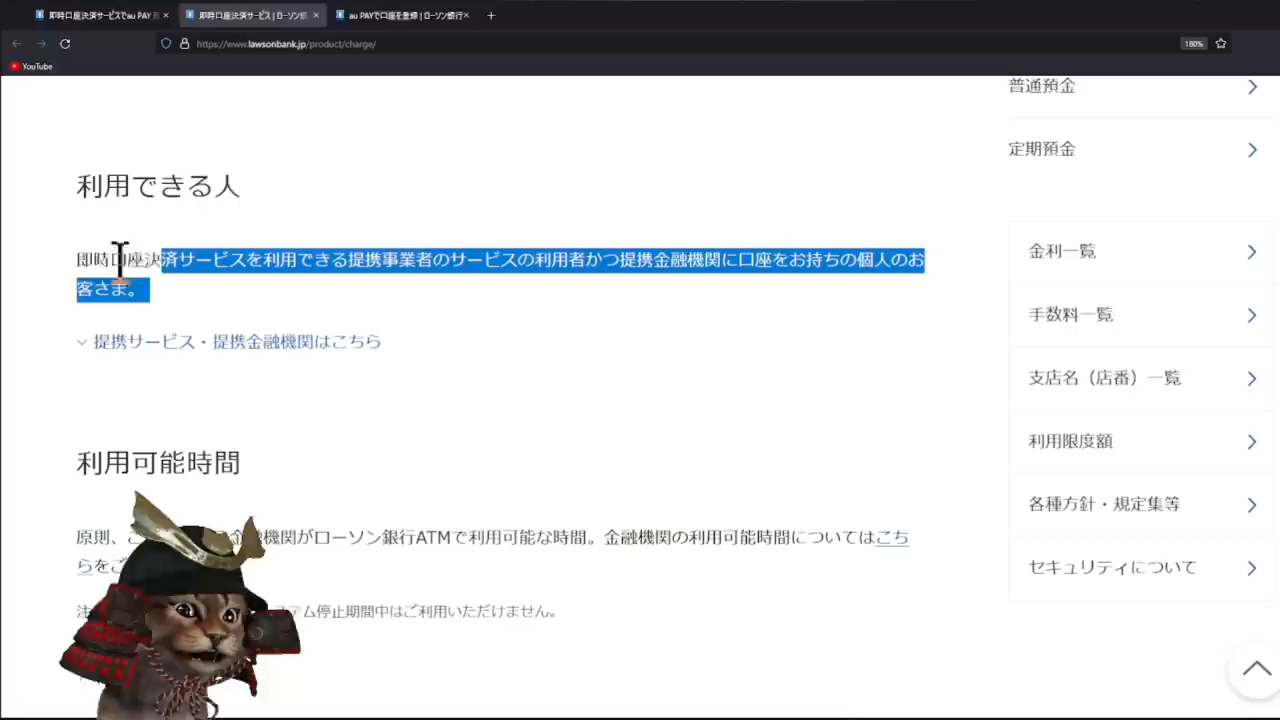 即時口座決済サービスでau PAY
即時口座決済サービス | ローソン銀
au PAYで口座を登録 | ローソン銀行
https://www.lawsonbank.jp/product/charge/
180%
YouTube
普通預金
定期預金
利用できる人
即時口座決済サービスを利用できる提携事業者のサービスの利用者かつ提携金融機関に口座をお持ちの個人のお
客さま。
提携サービス・提携金融機関はこちら
利用可能時間
原則、
機関がローソン銀行ATMで利用可能な時間。金融機関の利用可能時間についてはこち
らをご
テム停止期間中はご利用いただけません。
金利一覧
手数料一覧
支店名（店番）一覧
利用限度額
各種方針・規定集等
セキュリティについて